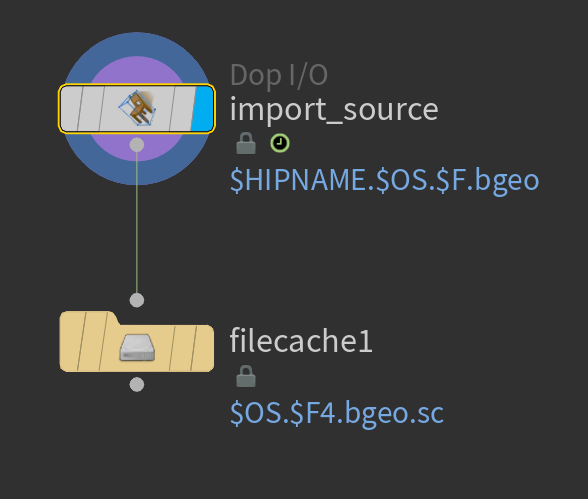 Dop I/O
import_source
$HIPNAME.$OS.$F.bgeo
filecache1
$OS.$F4.bgeo.sc